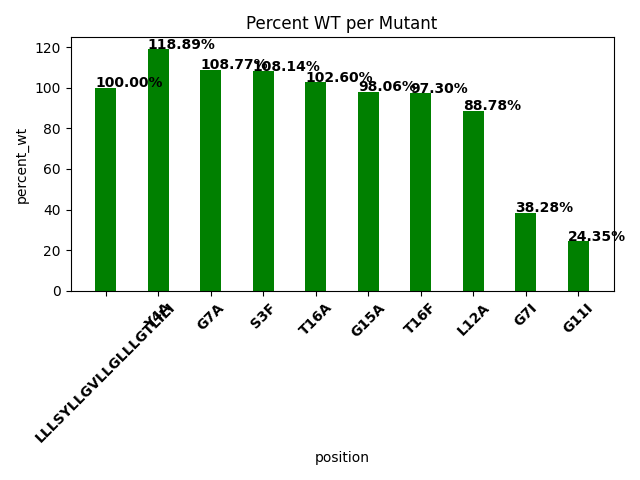 Percent WT per Mutant
118.89%
108.77%
108.14%
102.60%
100.00%
98.06%
97.30%
88.78%
38.28%
24.35%
percent_wt
120
100
80
60
40
20
0
LLLSYLLGVLLGLLLGTLILI
Y4A
G7A
S3F
T16A
G15A
T16F
L12A
G7I
G11I
position